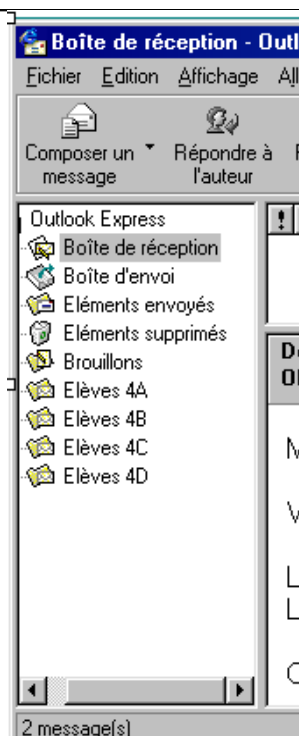 Boîte de réception - Outl
Fichier Edition Affichage
Composer un message
Répondre à l'auteur
Outlook Express
Boîte de réception
Boîte d'envoi
Eléments envoyés
Eléments supprimés
Brouillons
Elèves 4A
Elèves 4B
Elèves 4C
Elèves 4D
2 message(s)